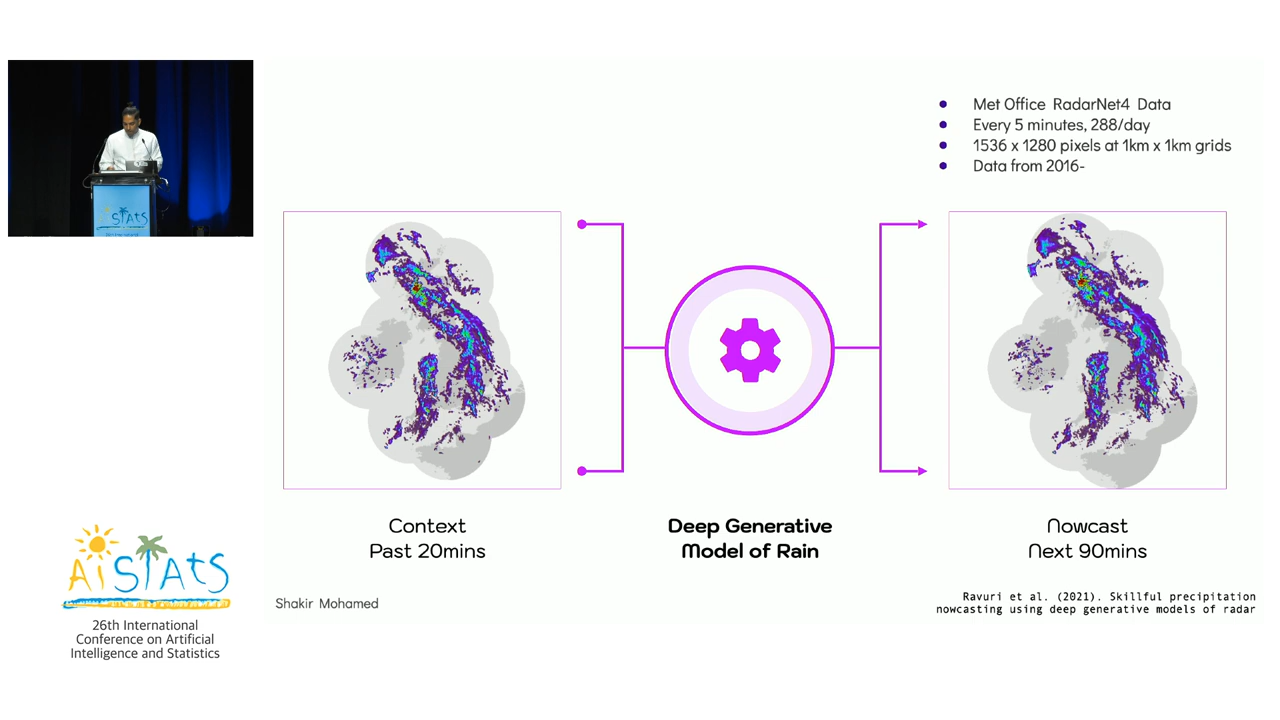 Met Office RadarNet4 Data
Every 5 minutes, 288/day
1536 x 1280 pixels at 1km x 1km grids
Data from 2016-
AiSTATS
Context
Past 20mins
Deep Generative
Model of Rain
Nowcast
Next 90mins
Shakir Mohamed
Ravuri et al. (2021). Skillful precipitation
nowcasting using deep generative models of radar
AiSTATS
26th International
Conference on Artificial
Intelligence and Statistics